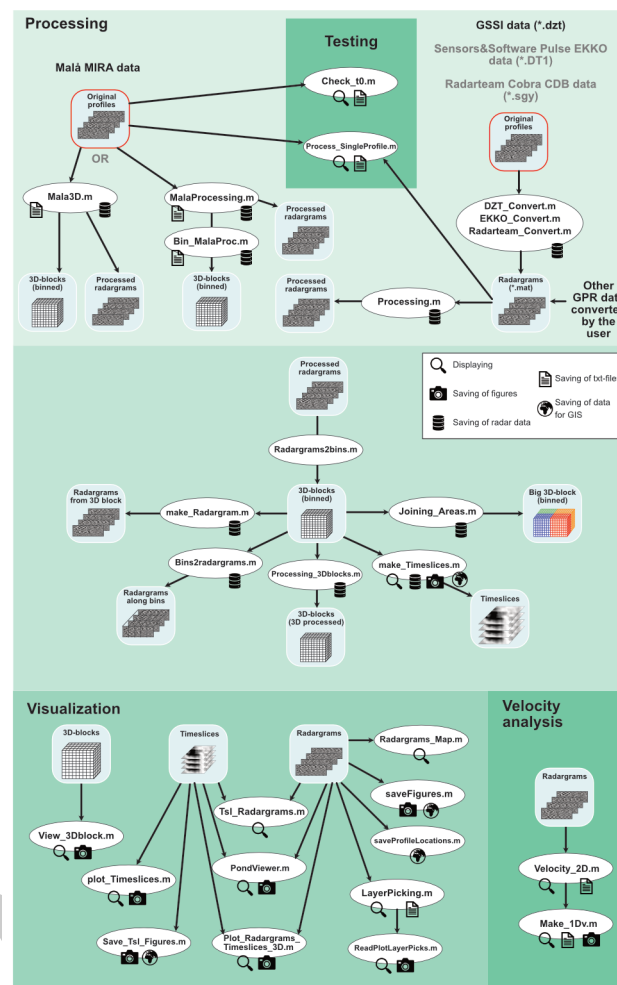 Processing
Testing
GSSI data (*.dzt)
Sensors&Software Pulse EKKO
data (*.DT1)
Radarteam Cobra CDB data
(*.sgy)
Malå MIRA data
Original
profiles
OR
Check_t0.m
Process_SingleProfile.m
Original
profiles
Mala3D.m
MalaProcessing.m
Bin_MalaProc.m
Processed
radargrams
DZT_Convert.m
EKKO_Convert.m
Radarteam_Convert.m
3D-blocks
(binned)
Processed
radargrams
3D-blocks
(binned)
Processed
radargrams
Processing.m
Radargrams
(*.mat)
Other
GPR data
converted
by the
user
Processed
radargrams
Displaying
Saving of figures
Saving of radar data
Saving of txt-files
Saving of data
for GIS
Radargrams2bins.m
Radargrams
from 3D block
make_Radargram.m
3D-blocks
(binned)
Joining_Areas.m
Big 3D-block
(binned)
Bins2radargrams.m
Processing_3Dblocks.m
make_Timeslices.m
Radargrams
along bins
3D-blocks
(3D processed)
Timeslices
Visualization
3D-blocks
Timeslices
Radargrams
Radargrams_Map.m
saveFigures.m
Tsl_Radargrams.m
saveProfileLocations.m
View_3Dblock.m
plot_Timeslices.m
PondViewer.m
LayerPicking.m
Save_Tsl_Figures.m
Plot_Radargrams_
Timeslices_3D.m
ReadPlotLayerPicks.m
Velocity
analysis
Radargrams
Velocity_2D.m
Make_1Dv.m